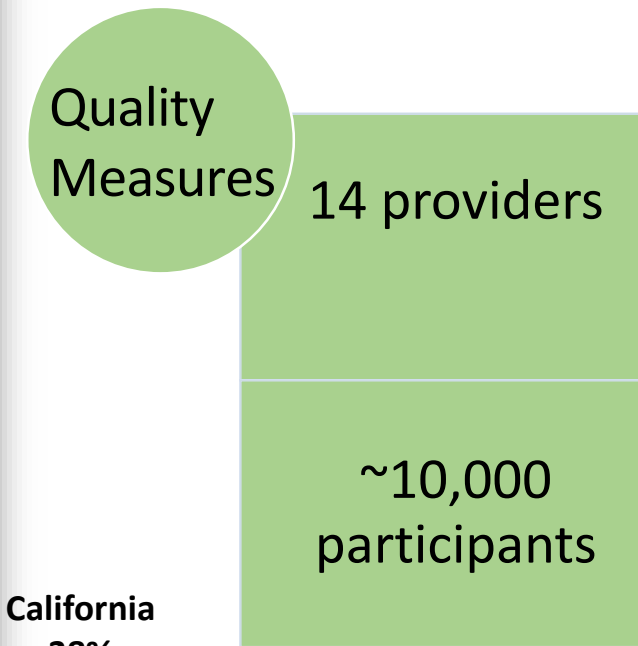 Quality
Measures
14 providers
~10,000
participants
California